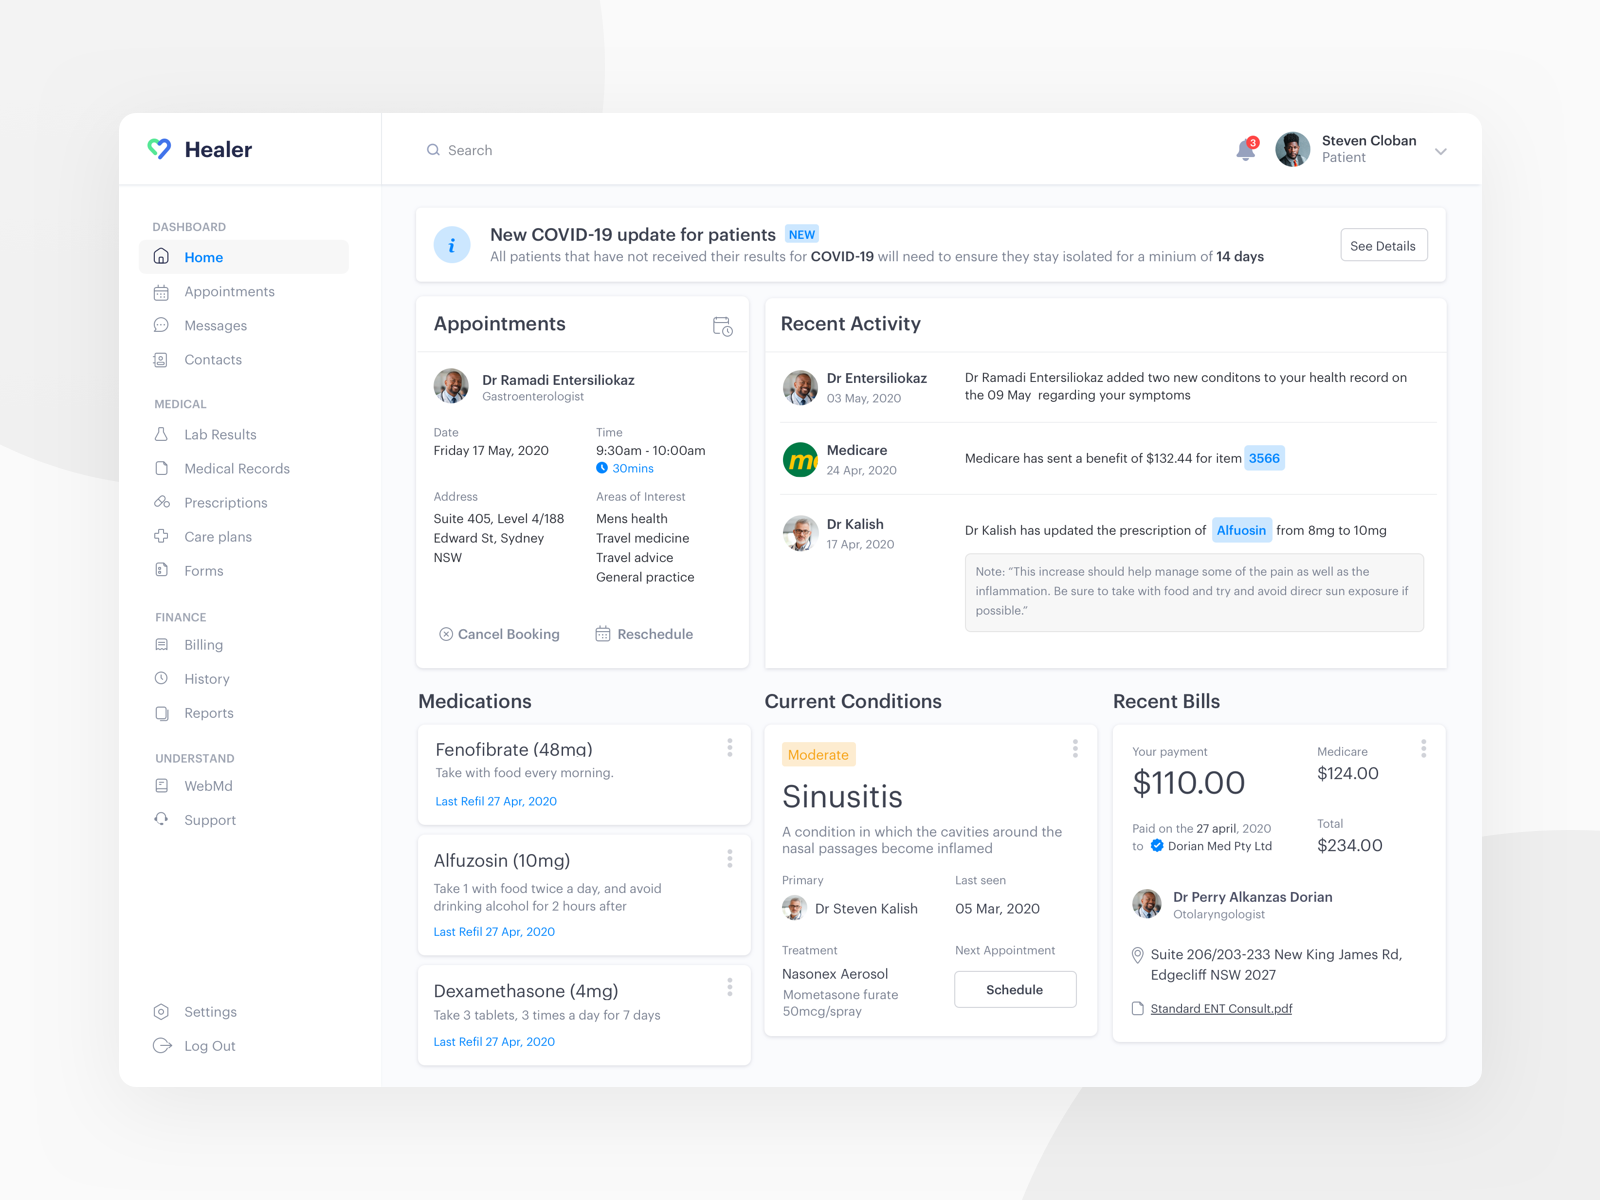 Healer
Search
3
Steven Cloban
Patient
DASHBOARD
Home
Appointments
Messages
Contacts
MEDICAL
Lab Results
Medical Records
Prescriptions
Care plans
Forms
FINANCE
Billing
History
Reports
UNDERSTAND
WebMd
Support
Settings
Log Out
i
New COVID-19 update for patients NEW
All patients that have not received their results for COVID-19 will need to ensure they stay isolated for a minium of 14 days
See Details
Appointments
Dr Ramadi Entersiliokaz
Gastroenterologist
Date
Friday 17 May, 2020
Time
9:30am - 10:00am
30mins
Address
Suite 405, Level 4/188
Edward St, Sydney
NSW
Areas of Interest
Mens health
Travel medicine
Travel advice
General practice
Cancel Booking
Reschedule
Recent Activity
Dr Entersiliokaz
03 May, 2020
Dr Ramadi Entersiliokaz added two new conditons to your health record on
the 09 May regarding your symptoms
m
Medicare
24 Apr, 2020
Medicare has sent a benefit of $132.44 for item 3566
Dr Kalish
17 Apr, 2020
Dr Kalish has updated the prescription of Alfuosin from 8mg to 10mg
Note: “This increase should help manage some of the pain as well as the
inflammation. Be sure to take with food and try and avoid direcr sun exposure if
possible.”
Medications
Fenofibrate (48mg)
Take with food every morning.
Last Refil 27 Apr, 2020
Alfuzosin (10mg)
Take 1 with food twice a day, and avoid
drinking alcohol for 2 hours after
Last Refil 27 Apr, 2020
Dexamethasone (4mg)
Take 3 tablets, 3 times a day for 7 days
Last Refil 27 Apr, 2020
Current Conditions
Moderate
Sinusitis
A condition in which the cavities around the
nasal passages become inflamed
Primary
Dr Steven Kalish
Last seen
05 Mar, 2020
Treatment
Nasonex Aerosol
Mometasone furate
50mcg/spray
Next Appointment
Schedule
Recent Bills
Your payment
$110.00
Medicare
$124.00
Paid on the 27 april, 2020
to Dorian Med Pty Ltd
Total
$234.00
Dr Perry Alkanzas Dorian
Otolaryngologist
Suite 206/203-233 New King James Rd,
Edgecliff NSW 2027
Standard ENT Consult.pdf